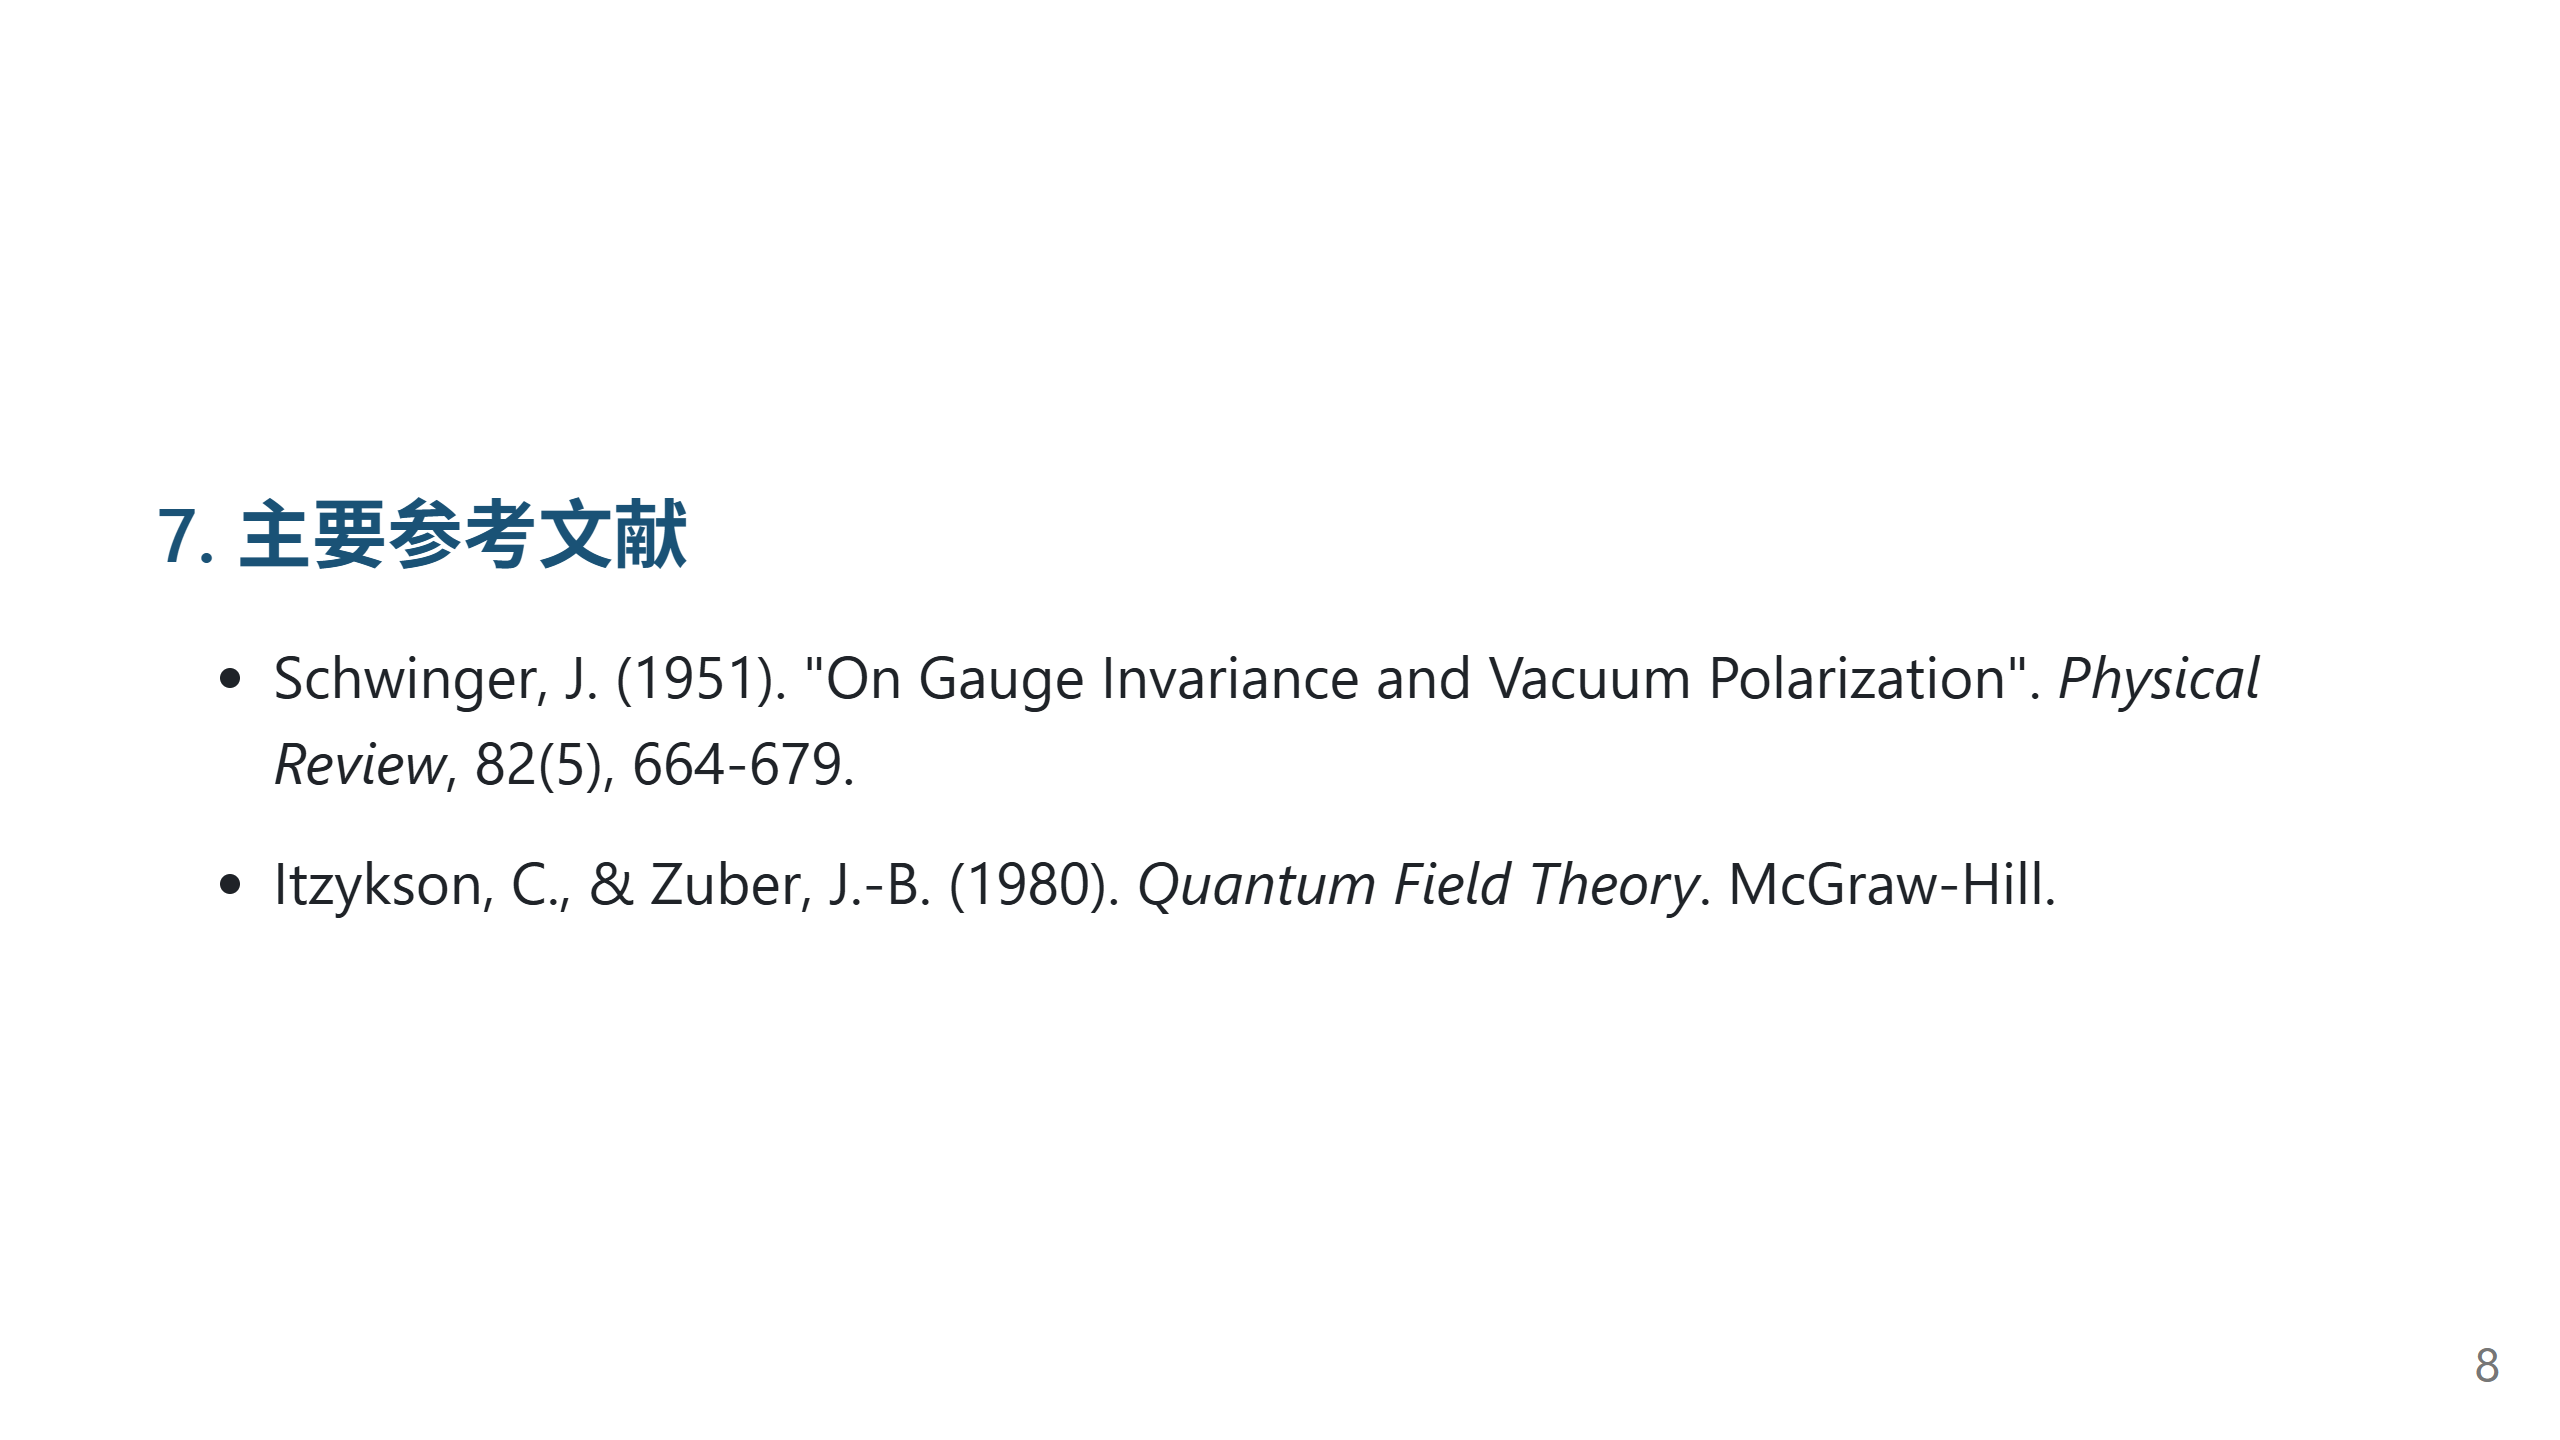 7. 主要参考文献
• Schwinger, J. (1951). "On Gauge Invariance and Vacuum Polarization". Physical
Review, 82(5), 664-679.
• Itzykson, C., & Zuber, J.-B. (1980). Quantum Field Theory. McGraw-Hill.
8